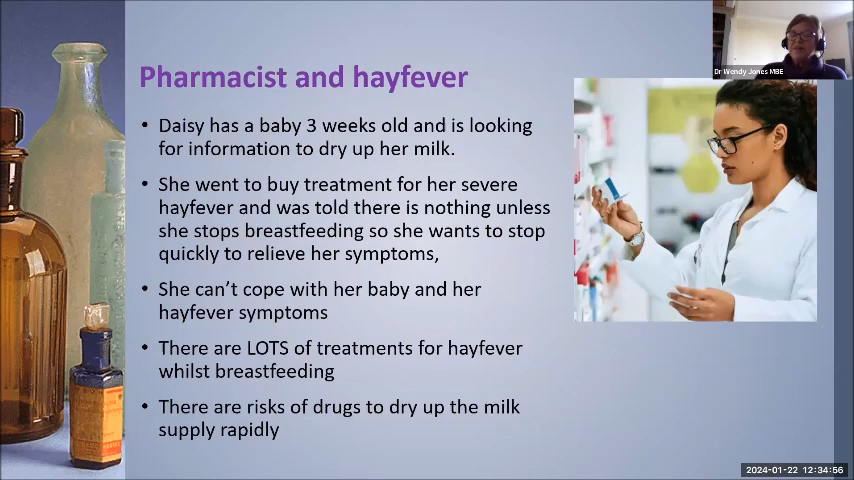 Dr Wendy Jones MBE
Pharmacist and hayfever
• Daisy has a baby 3 weeks old and is looking
for information to dry up her milk.
• She went to buy treatment for her severe
hayfever and was told there is nothing unless
she stops breastfeeding so she wants to stop
quickly to relieve her symptoms,
• She can't cope with her baby and her
hayfever symptoms
• There are LOTS of treatments for hayfever
whilst breastfeeding
• There are risks of drugs to dry up the milk
supply rapidly
2024-01-22 12:34:56